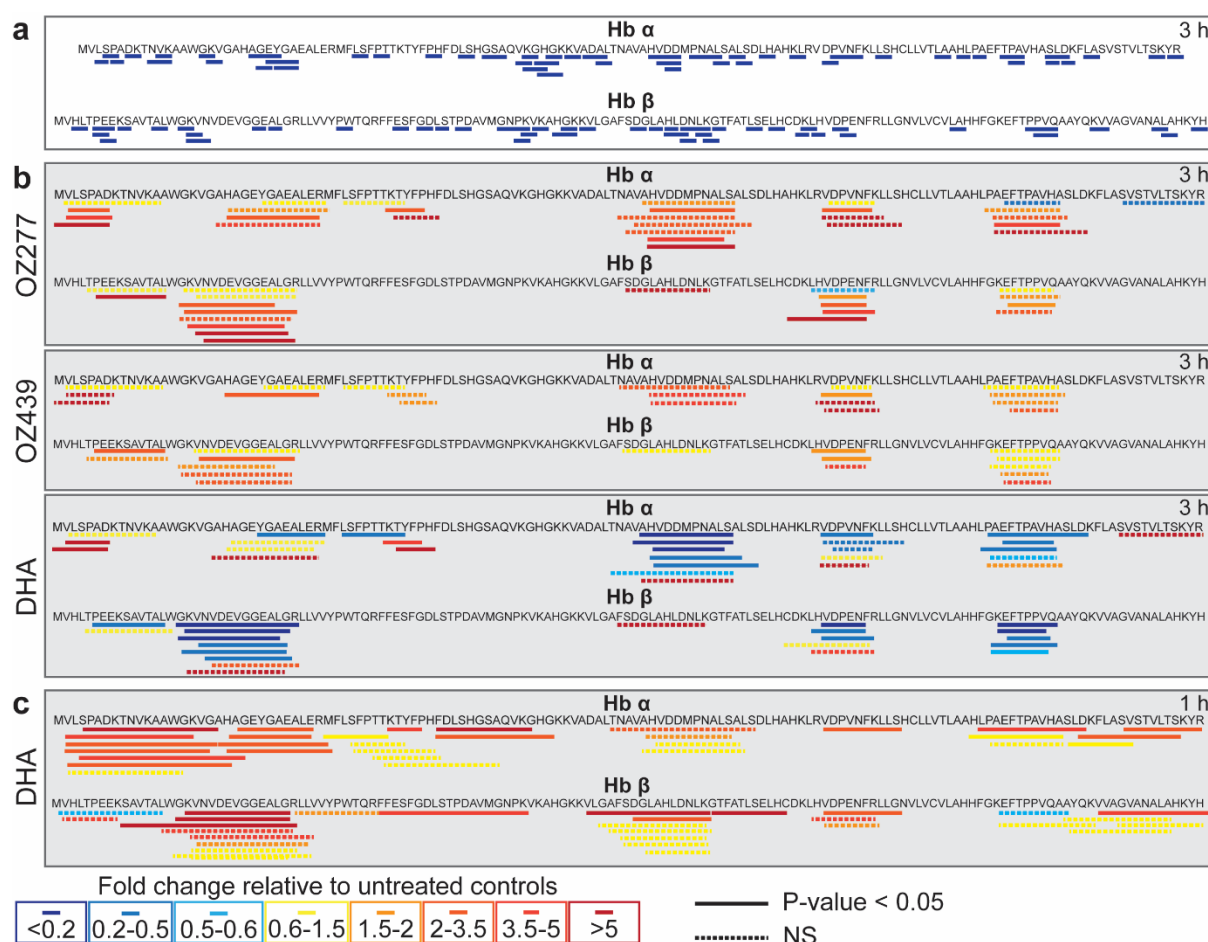 a
Hb α
3 h
MVLSPADKTNVKAAWGKVGAHAGEYGAEALERMFLSFPTTKTYFPHFDLSHGSAQVKGHGKKVADALTNAVAHVDDMPNALSALSDLHAHKLRVDPVNFKLLSHCLLVTLAAHLPAEFTPAVHASLDKFLASVSTVLTSKYR
Hb β
MVHLTPEEKSAVTALWGKVNVDEVGGEALGRLLVVYPWTQRFFESFGDLSTPDAVMGNPKVKAHGKKVLGAFSDGLAHLDNLKGTFATLSELHCDKLHVDPENFRLLGNVLVCVLAHHFGKEFTPPVQAAYQKVVAGVANALAHKYH
b
OZ277
Hb α
3 h
MVLSPADKTNVKAAWGKVGAHAGEYGAEALERMFLSFPTTKTYFPHFDLSHGSAQVKGHGKKVADALTNAVAHVDDMPNALSALSDLHAHKLRVDPVNFKLLSHCLLVTLAAHLPAEFTPAVHASLDKFLASVSTVLTSKYR
Hb β
MVHLTPEEKSAVTALWGKVNVDEVGGEALGRLLVVYPWTQRFFESFGDLSTPDAVMGNPKVKAHGKKVLGAFSDGLAHLDNLKGTFATLSELHCDKLHVDPENFRLLGNVLVCVLAHHFGKEFTPPVQAAYQKVVAGVANALAHKYH
OZ439
Hb α
3 h
MVLSPADKTNVKAAWGKVGAHAGEYGAEALERMFLSFPTTKTYFPHFDLSHGSAQVKGHGKKVADALTNAVAHVDDMPNALSALSDLHAHKLRVDPVNFKLLSHCLLVTLAAHLPAEFTPAVHASLDKFLASVSTVLTSKYR
Hb β
MVHLTPEEKSAVTALWGKVNVDEVGGEALGRLLVVYPWTQRFFESFGDLSTPDAVMGNPKVKAHGKKVLGAFSDGLAHLDNLKGTFATLSELHCDKLHVDPENFRLLGNVLVCVLAHHFGKEFTPPVQAAYQKVVAGVANALAHKYH
DHA
Hb α
3 h
MVLSPADKTNVKAAWGKVGAHAGEYGAEALERMFLSFPTTKTYFPHFDLSHGSAQVKGHGKKVADALTNAVAHVDDMPNALSALSDLHAHKLRVDPVNFKLLSHCLLVTLAAHLPAEFTPAVHASLDKFLASVSTVLTSKYR
Hb β
MVHLTPEEKSAVTALWGKVNVDEVGGEALGRLLVVYPWTQRFFESFGDLSTPDAVMGNPKVKAHGKKVLGAFSDGLAHLDNLKGTFATLSELHCDKLHVDPENFRLLGNVLVCVLAHHFGKEFTPPVQAAYQKVVAGVANALAHKYH
c
DHA
Hb α
1 h
MVLSPADKTNVKAAWGKVGAHAGEYGAEALERMFLSFPTTKTYFPHFDLSHGSAQVKGHGKKVADALTNAVAHVDDMPNALSALSDLHAHKLRVDPVNFKLLSHCLLVTLAAHLPAEFTPAVHASLDKFLASVSTVLTSKYR
Hb β
MVHLTPEEKSAVTALWGKVNVDEVGGEALGRLLVVYPWTQRFFESFGDLSTPDAVMGNPKVKAHGKKVLGAFSDGLAHLDNLKGTFATLSELHCDKLHVDPENFRLLGNVLVCVLAHHFGKEFTPPVQAAYQKVVAGVANALAHKYH
Fold change relative to untreated controls
<0.2 0.2-0.5 0.5-0.6 0.6-1.5 1.5-2 2-3.5 3.5-5 >5
P-value < 0.05
NS